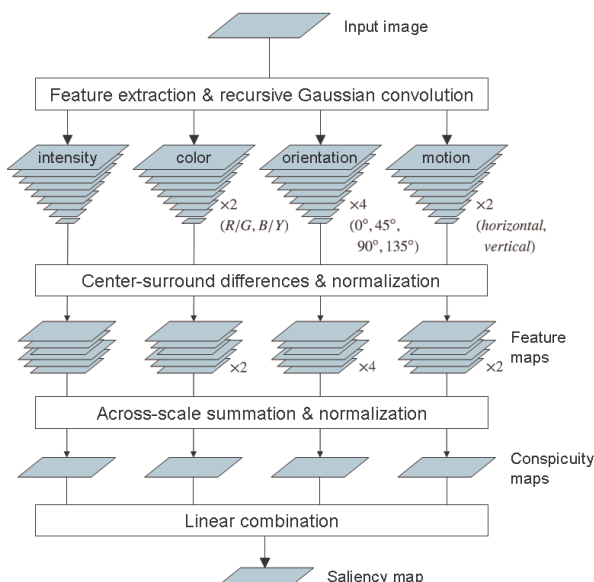 Input image
Feature extraction & recursive Gaussian convolution
intensity
color
orientation
motion
×2
(R/G, B/Y)
×4
(0°, 45°,
90°, 135°)
×2
(horizontal,
vertical)
Center-surround differences & normalization
Feature
maps
×2
×4
×2
Across-scale summation & normalization
Conspicuity
maps
Linear combination
Saliency map